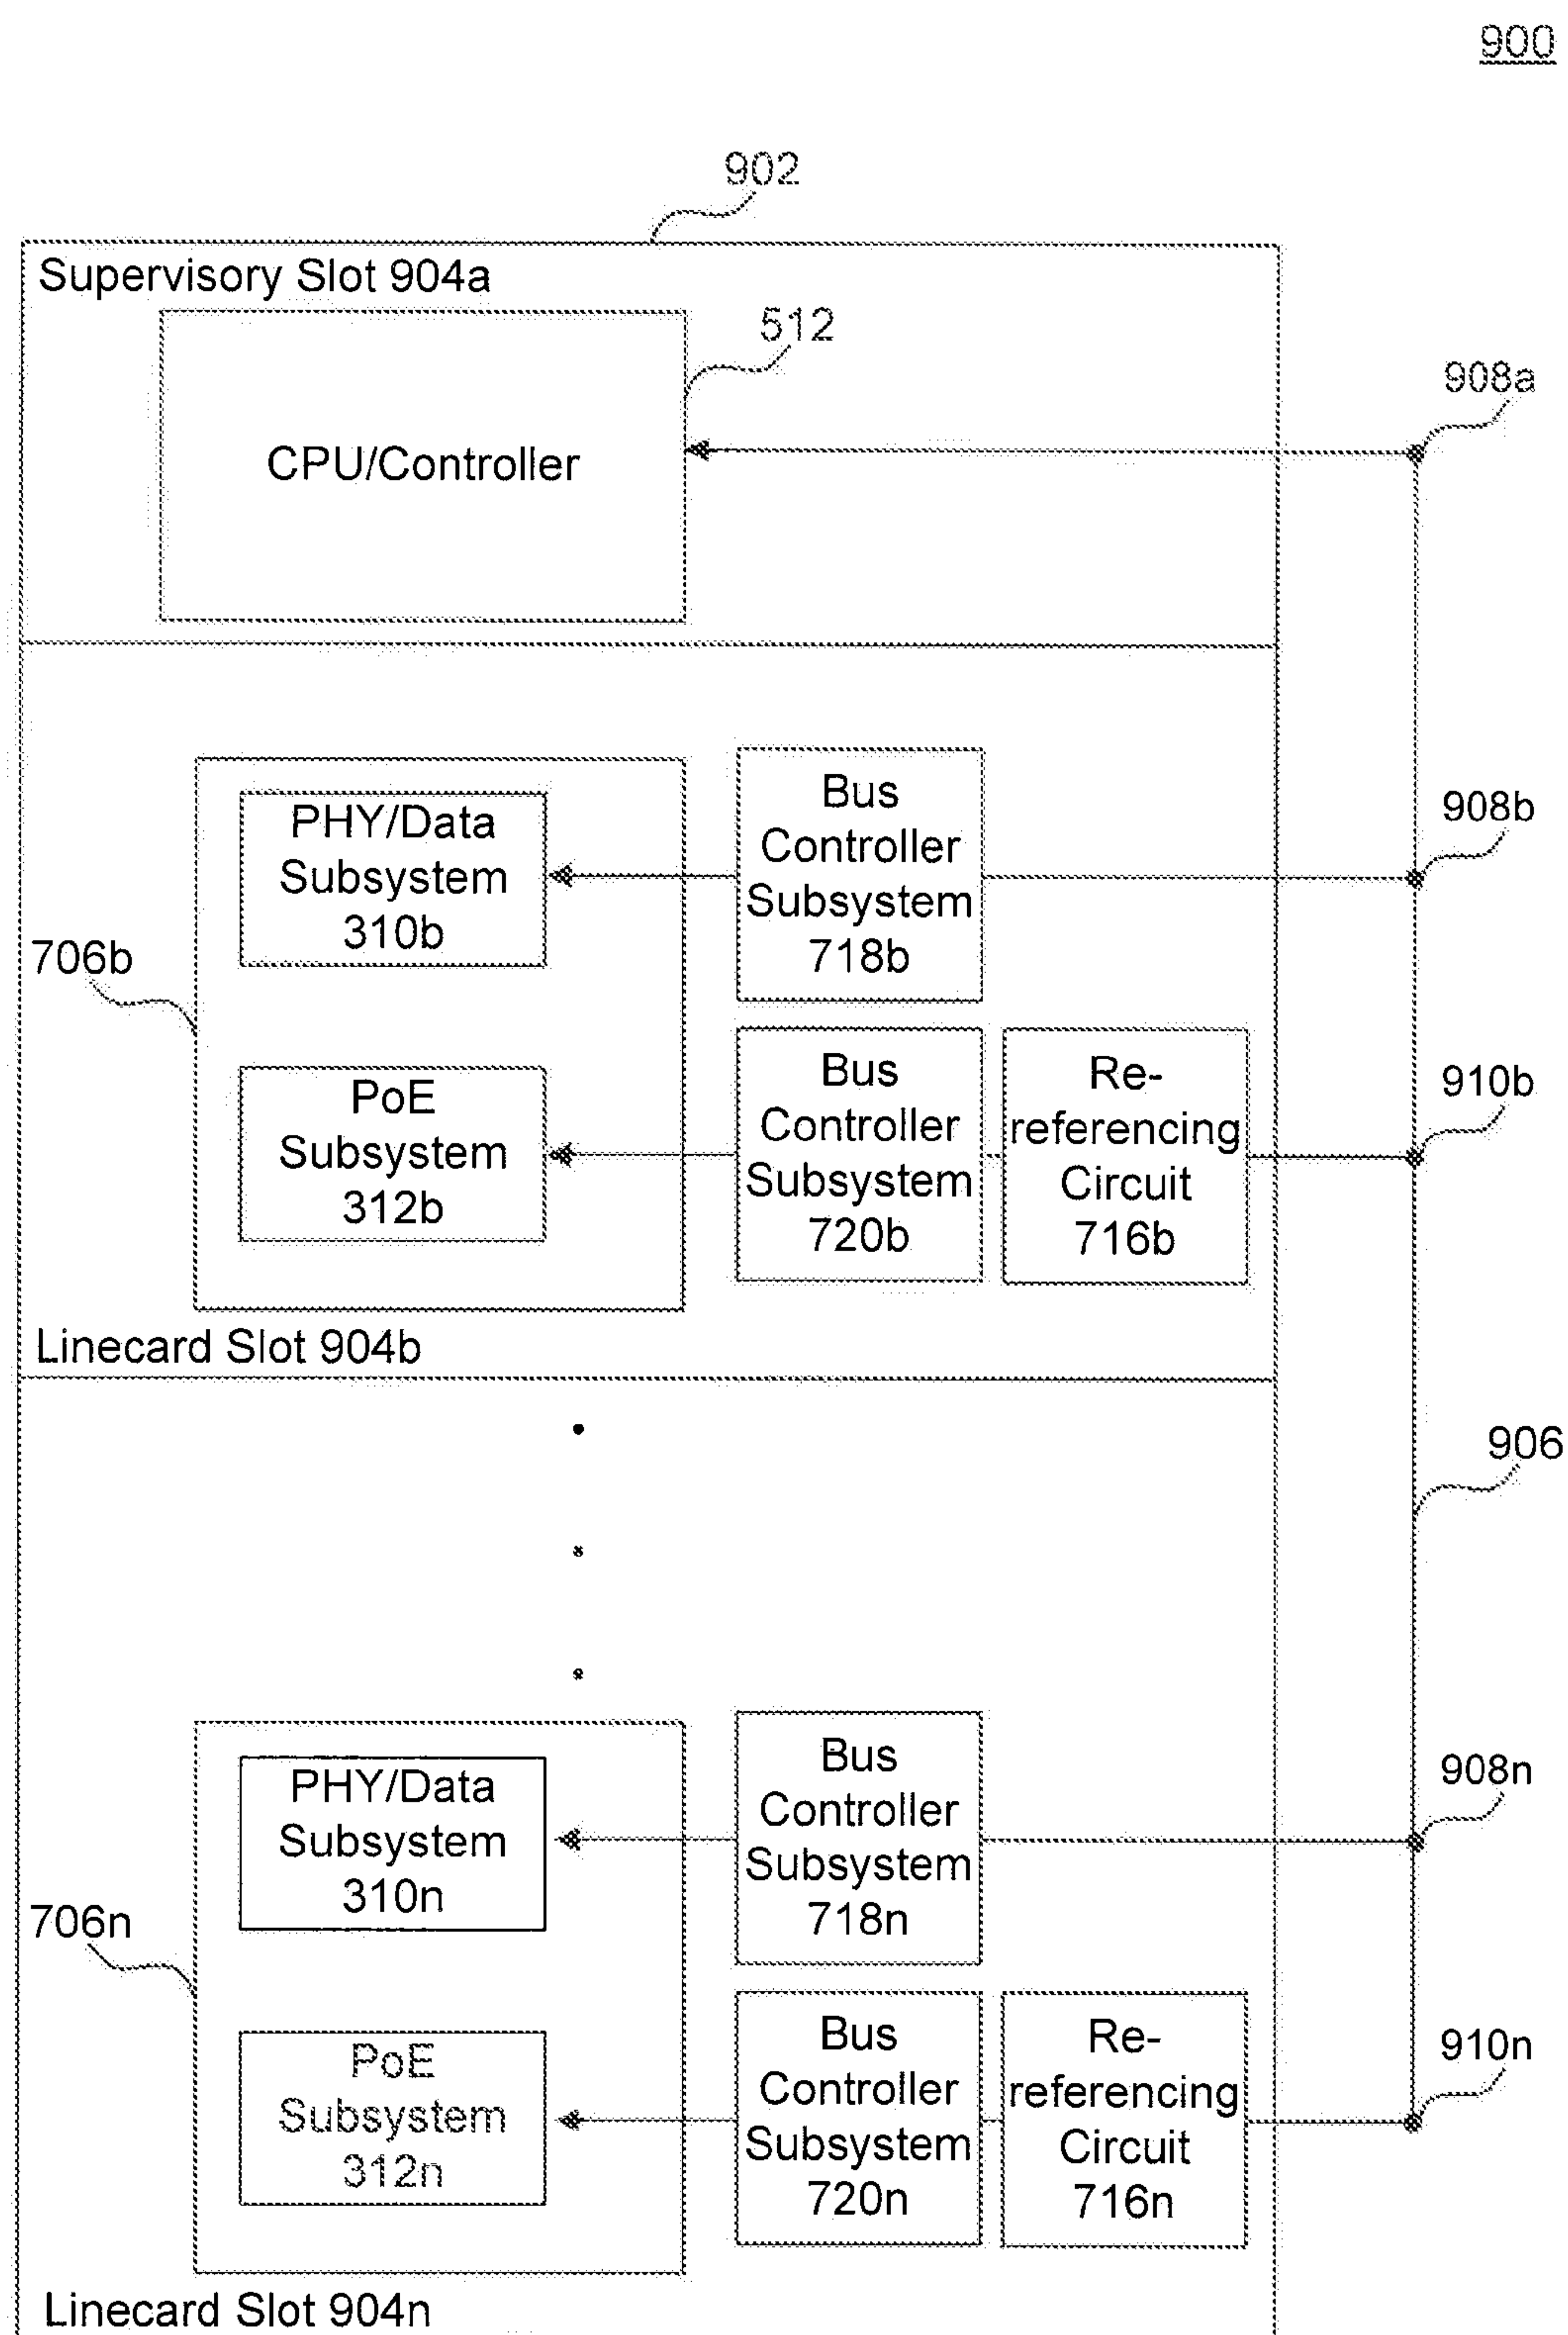 900
902
Supervisory Slot 904a
512
908a
CPU/Controller
908b
PHY/Data
Subsystem
310b
Bus
Controller
Subsystem
718b
706b
910b
PoE
Subsystem
312b
Bus
Controller
Subsystem
720b
Re-
referencing
Circuit
716b
Linecard Slot 904b
906
908n
PHY/Data
Subsystem
310n
Bus
Controller
Subsystem
718n
706n
910n
PoE
Subsystem
312n
Bus
Controller
Subsystem
720n
Re-
referencing
Circuit
716n
Linecard Slot 904n